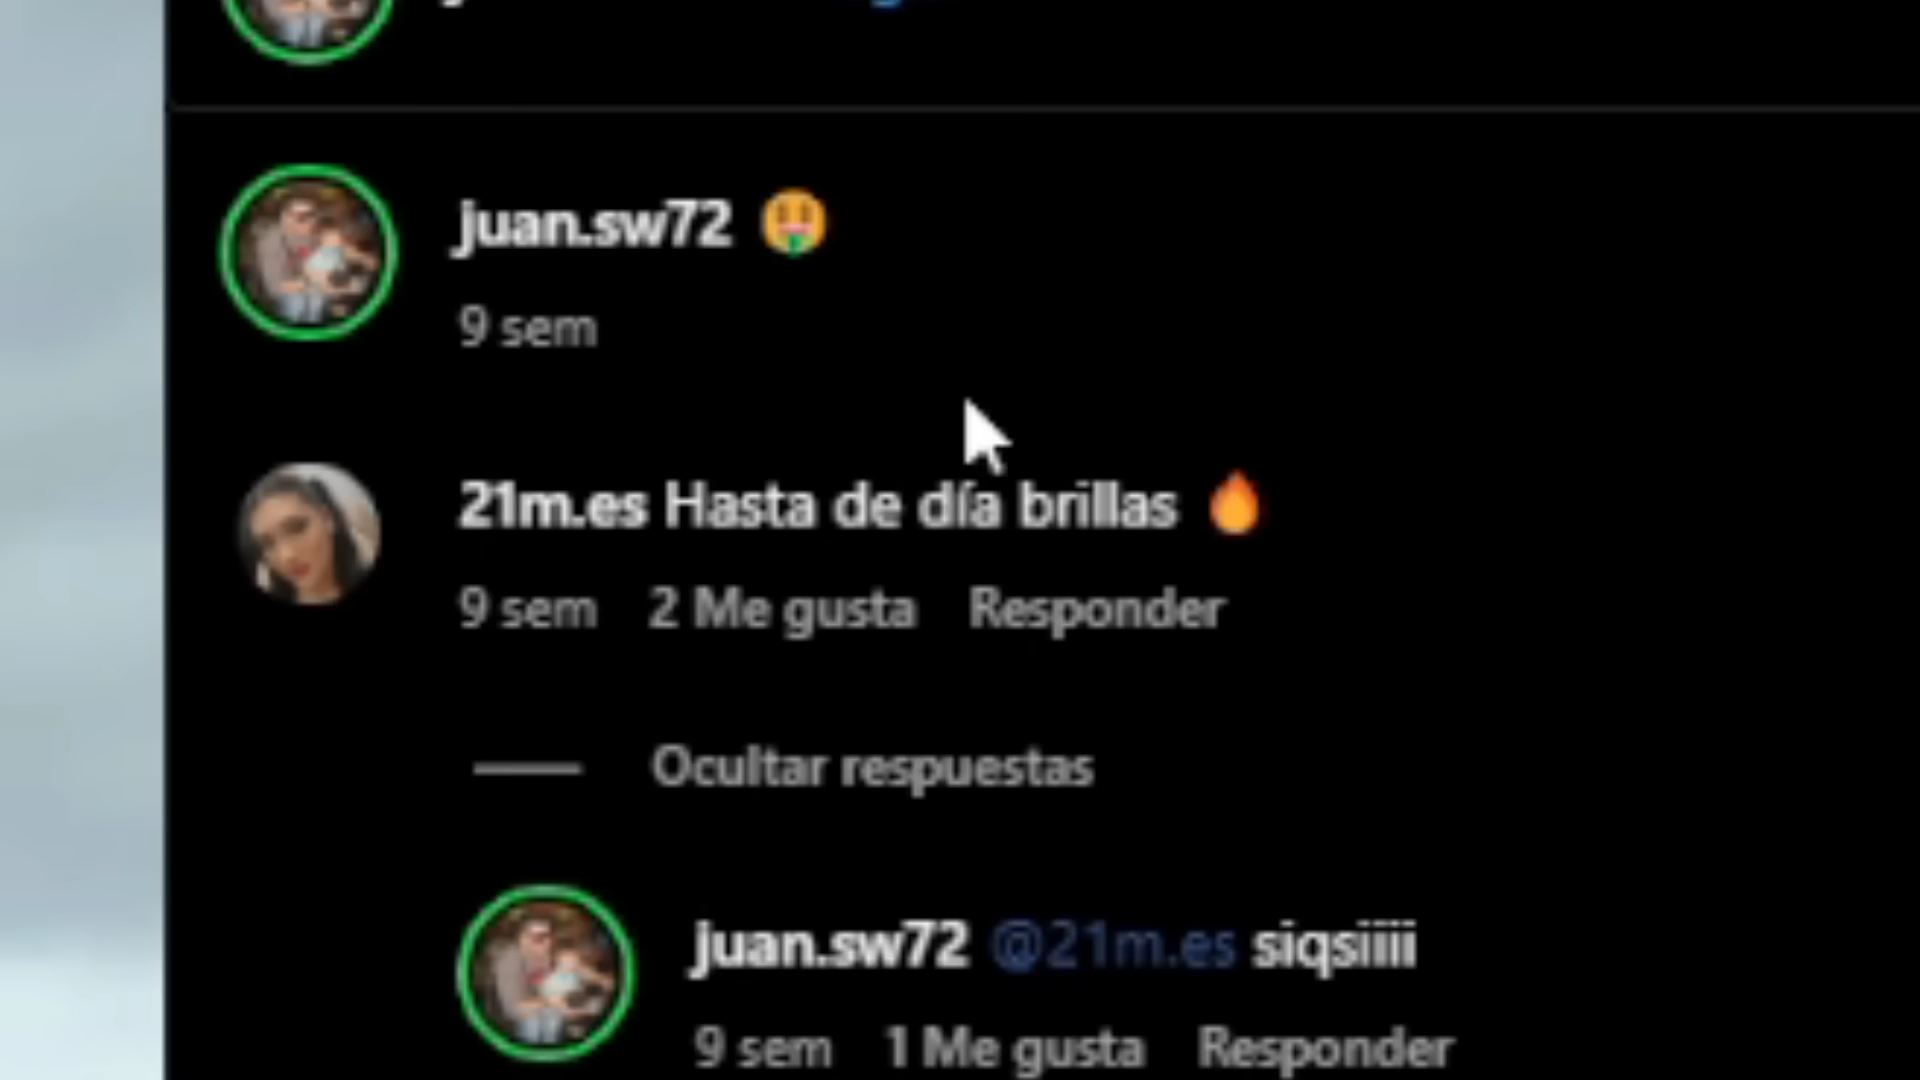 juan.sw72 🤑
9 sem
21m.es Hasta de día brillas 🔥
9 sem 2 Me gusta Responder
Ocultar respuestas
juan.sw72 @21m.es siqsiiii
9 sem 1 Me gusta Responder